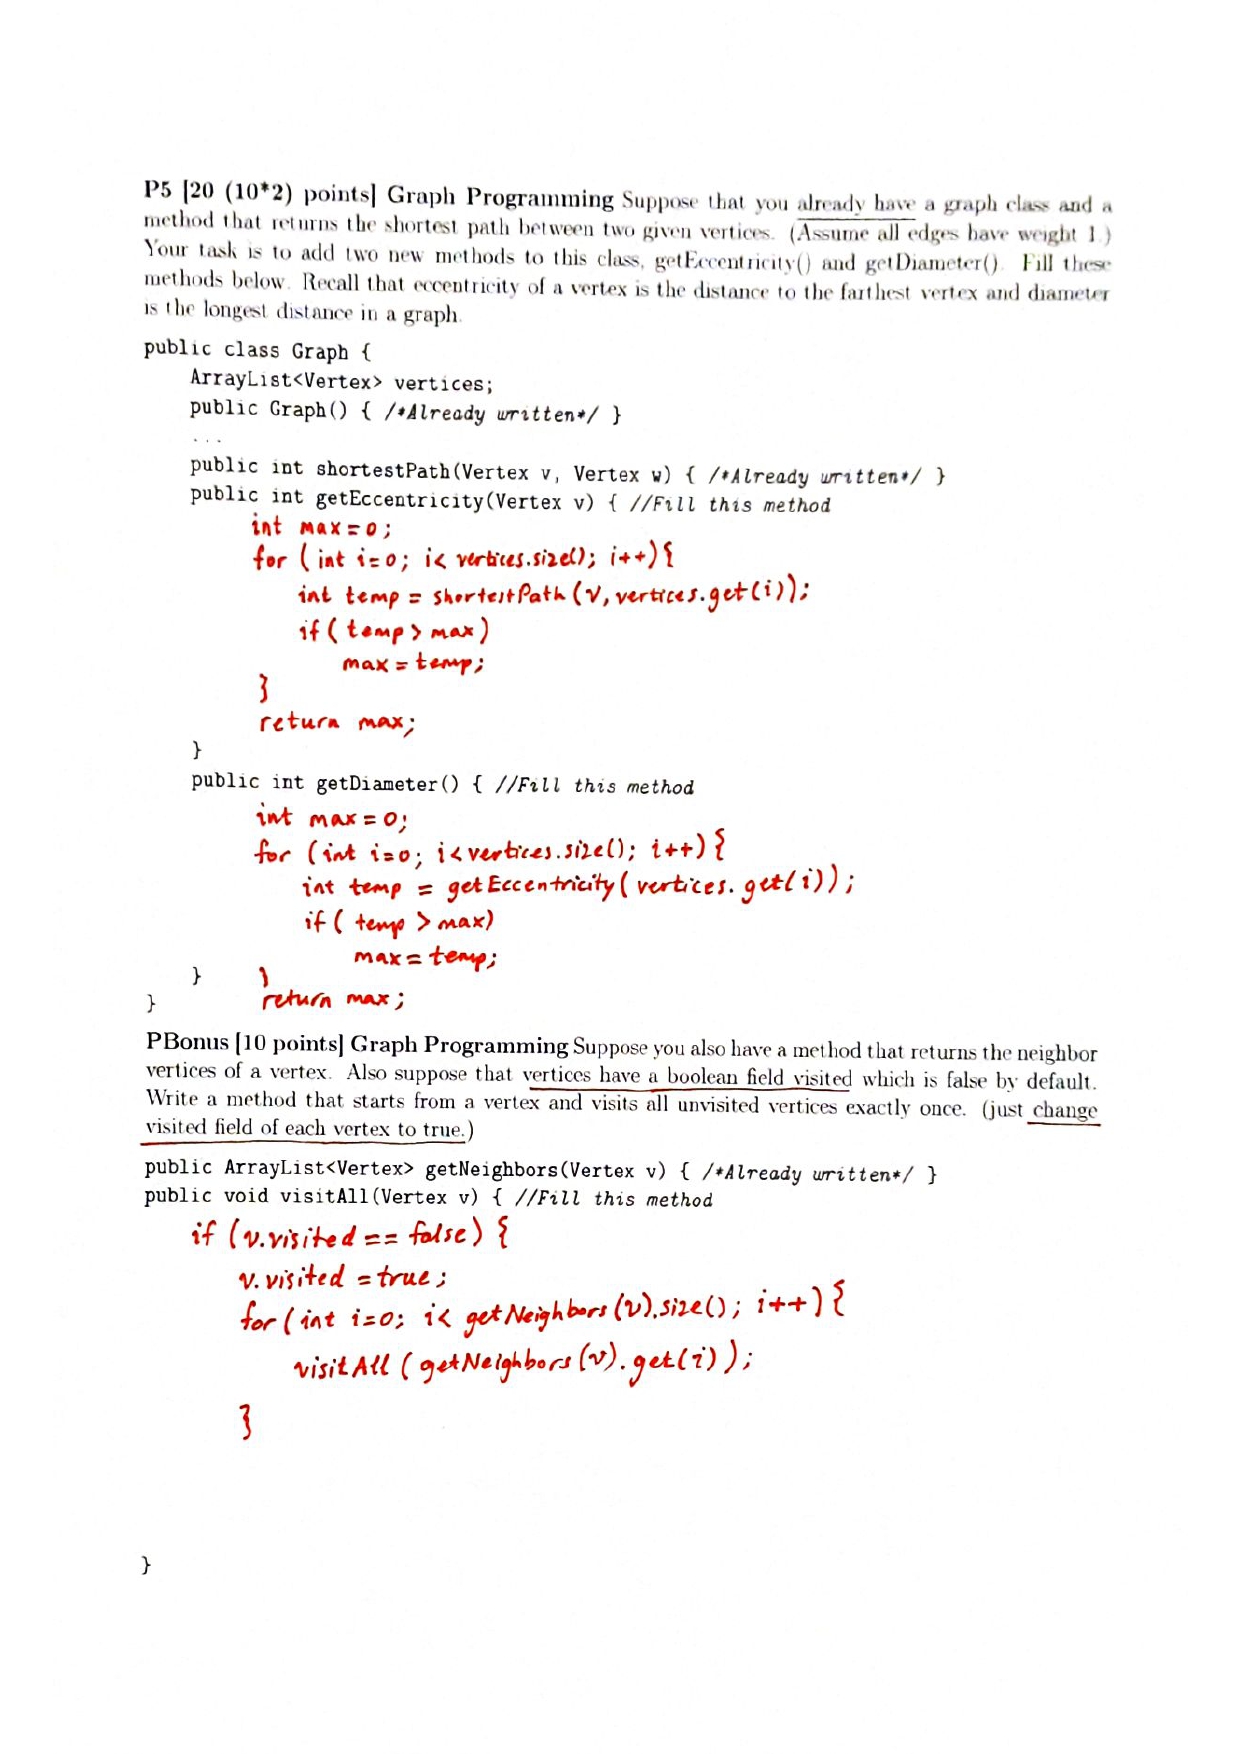 P5 [20 (10*2) points] Graph Programming Suppose that you already have a graph class and a
method that returns the shortest path between two given vertices. (Assume all edges have weight 1.)
Your task is to add two new methods to this class, getEccentricity() and getDiameter(). Fill these
methods below. Recall that eccentricity of a vertex is the distance to the farthest vertex and diameter
is the longest distance in a graph.
public class Graph {
ArrayList<Vertex> vertices;
public Graph() { /*Already written*/ }
...
public int shortestPath(Vertex v, Vertex w) { /*Already written*/ }
public int getEccentricity(Vertex v) { //Fill this method
int max=0;
for (int i=0; i< vertices.size(); i++){
int temp = shortestPath (v, vertices.get(i));
if ( temp > max)
max = temp;
}
return max;
}
public int getDiameter() { //Fill this method
int max = 0;
for (int i=0; i<vertices.size(); i++) {
int temp = getEccentricity( vertices. get(i));
if ( temp > max)
max = temp;
} }
} return max;
PBonus [10 points] Graph Programming Suppose you also have a method that returns the neighbor
vertices of a vertex. Also suppose that vertices have a boolean field visited which is false by default.
Write a method that starts from a vertex and visits all unvisited vertices exactly once. (just change
visited field of each vertex to true.)
public ArrayList<Vertex> getNeighbors(Vertex v) { /*Already written*/ }
public void visitAll(Vertex v) { //Fill this method
if (v.visited == false) {
v.visited = true;
for (int i=0; i< getNeighbors(v).size(); i++) {
visitAll ( getNeighbors(v).get(i));
}
}